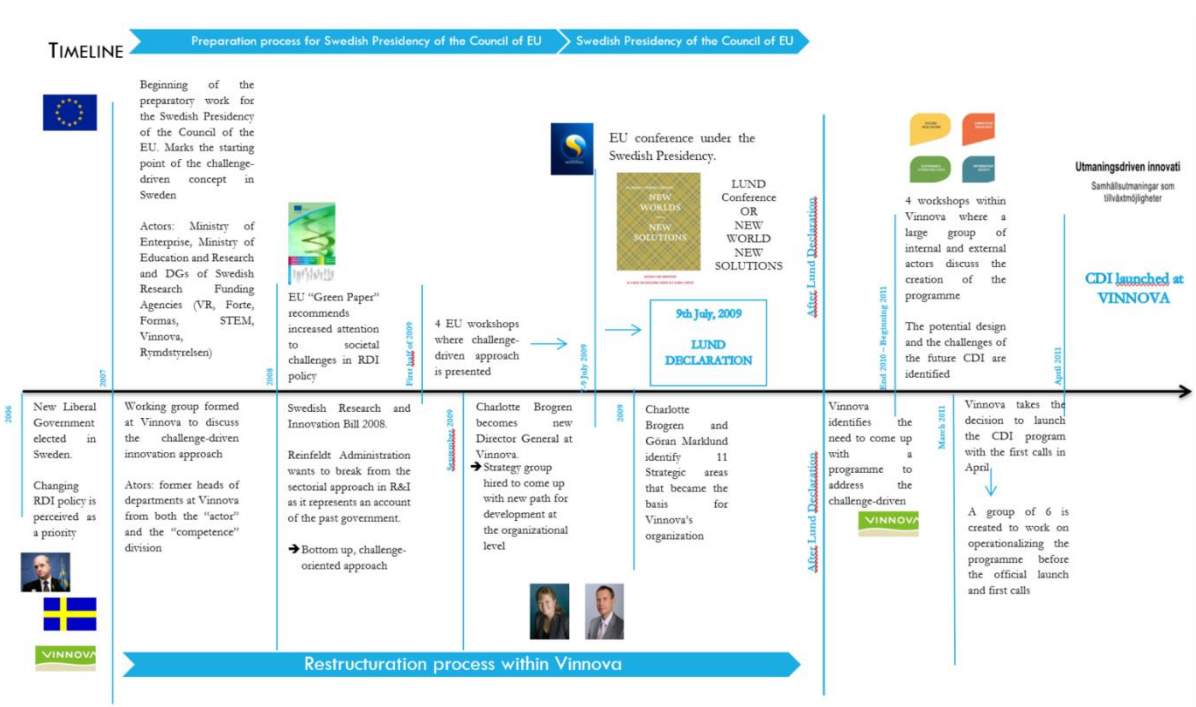 TIMELINE
Preparation process for Swedish Presidency of the Council of EU
Swedish Presidency of the Council of EU
Beginning of the
preparatory work for
the Swedish Presidency
of the Council of the
EU. Marks the starting
point of the challenge-
driven concept in
Sweden
Actors: Ministry of
Enterprise, Ministry of
Education and Research
and DGs of Swedish
Research Funding
Agencies (VR, Forte,
Formas, STEM,
Vinnova,
Rymdstyrelsen)
2007
EU “Green Paper”
recommends
increased attention
to societal
challenges in RDI
policy
2008
First half of 2009
4 EU workshops
where challenge-
driven approach
is presented
EU conference under the
Swedish Presidency.
NEW
WORLDS
NEW
SOLUTIONS
LUND
Conference
OR
NEW
WORLD
NEW
SOLUTIONS
9th July, 2009
LUND
DECLARATION
-9 July 2009
After Lund Declaration
End 2010 – Beginning 2011
4 workshops within
Vinnova where a
large group of
internal and external
actors discuss the
creation of the
programme
The potential design
and the challenges of
the future CDI are
identified
April 2011
Utmaningsdriven innovati
Samhällsutmaningar som
tillväxtmöjligheter
CDI launched at
VINNOVA
2006
New Liberal
Government
elected in
Sweden.
Changing
RDI policy is
perceived as
a priority
VINNOVA
Working group formed
at Vinnova to discuss
the challenge-driven
innovation approach
Ators: former heads of
departments at Vinnova
from both the “actor”
and the “competence”
division
Swedish Research and
Innovation Bill 2008.
Reinfeldt Administration
wants to break from the
sectorial approach in R&I
as it represents an account
of the past government.
➔ Bottom up, challenge-
oriented approach
September 2009
Charlotte Brogren
becomes new
Director General at
Vinnova.
➔ Strategy group
hired to come up
with new path for
development at
the organizational
level
2009
Charlotte
Brogren and
Göran Marklund
identify 11
Strategic areas
that became the
basis for
Vinnova’s
organization
After Lund Declaration
Vinnova
identifies the
need to come up
with a
programme to
address the
challenge-driven
VINNOVA
March 2011
Vinnova takes the
decision to launch
the CDI program
with the first calls in
April
A group of 6 is
created to work on
operationalizing the
programme before
the official launch
and first calls
Restructuration process within Vinnova